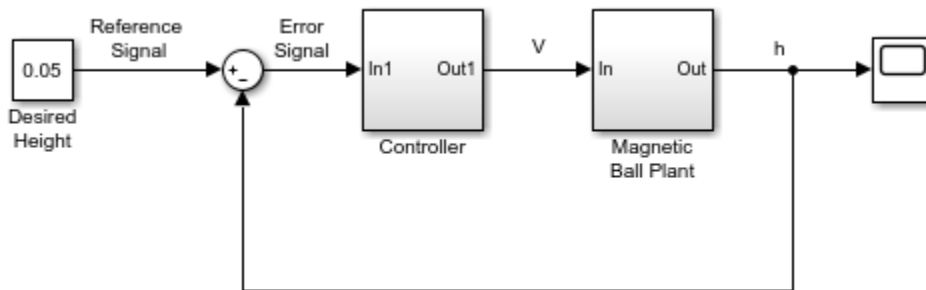 Reference
Signal
Error
Signal
V
h
0.05
+
−
In1
Out1
In
Out
Desired
Height
Controller
Magnetic
Ball Plant